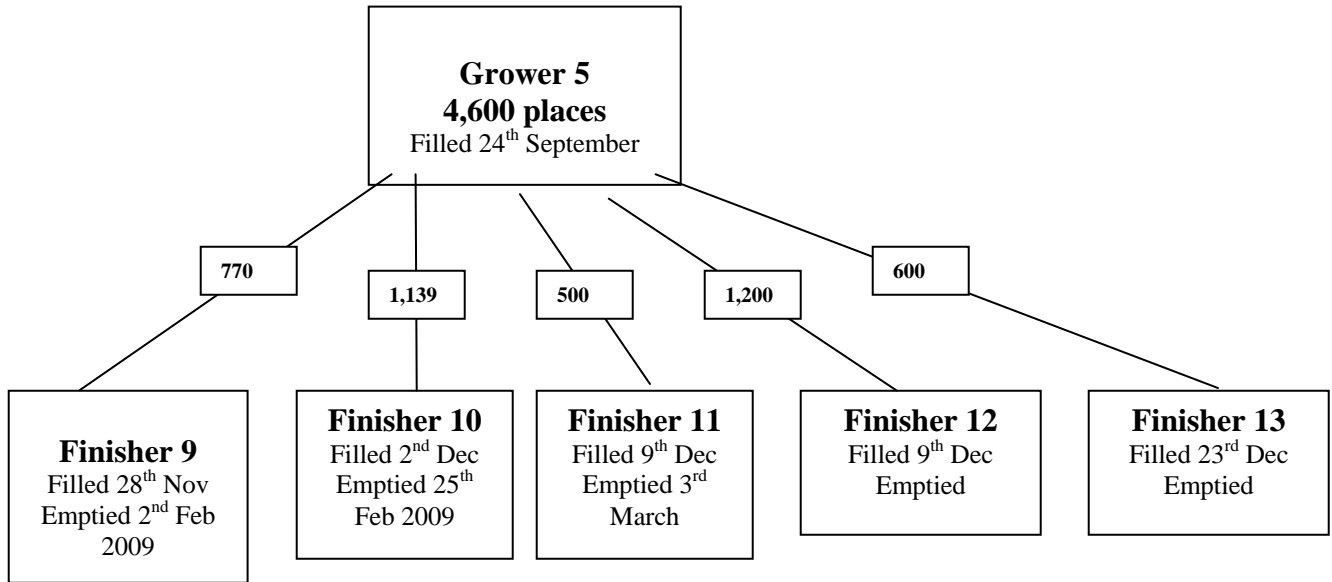 Grower 5
4,600 places
Filled 24th September
770
1,139
500
1,200
600
Finisher 9
Filled 28th Nov
Emptied 2nd Feb
2009
Finisher 10
Filled 2nd Dec
Emptied 25th
Feb 2009
Finisher 11
Filled 9th Dec
Emptied 3rd
March
Finisher 12
Filled 9th Dec
Emptied
Finisher 13
Filled 23rd Dec
Emptied